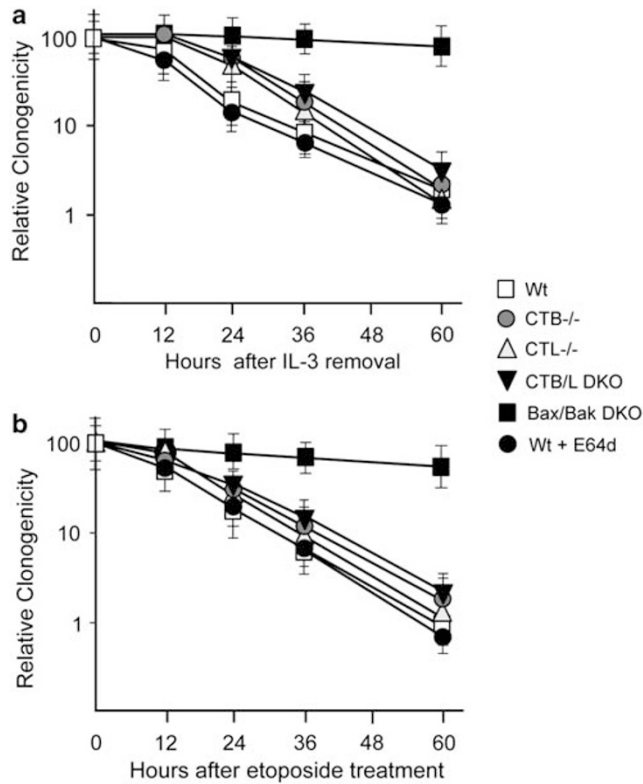 a
Relative Clonogenicity
100
10
1
0 12 24 36 48 60
Hours after IL-3 removal
Wt
CTB-/-
CTL-/-
CTB/L DKO
Bax/Bak DKO
Wt + E64d
b
Relative Clonogenicity
100
10
1
0 12 24 36 48 60
Hours after etoposide treatment